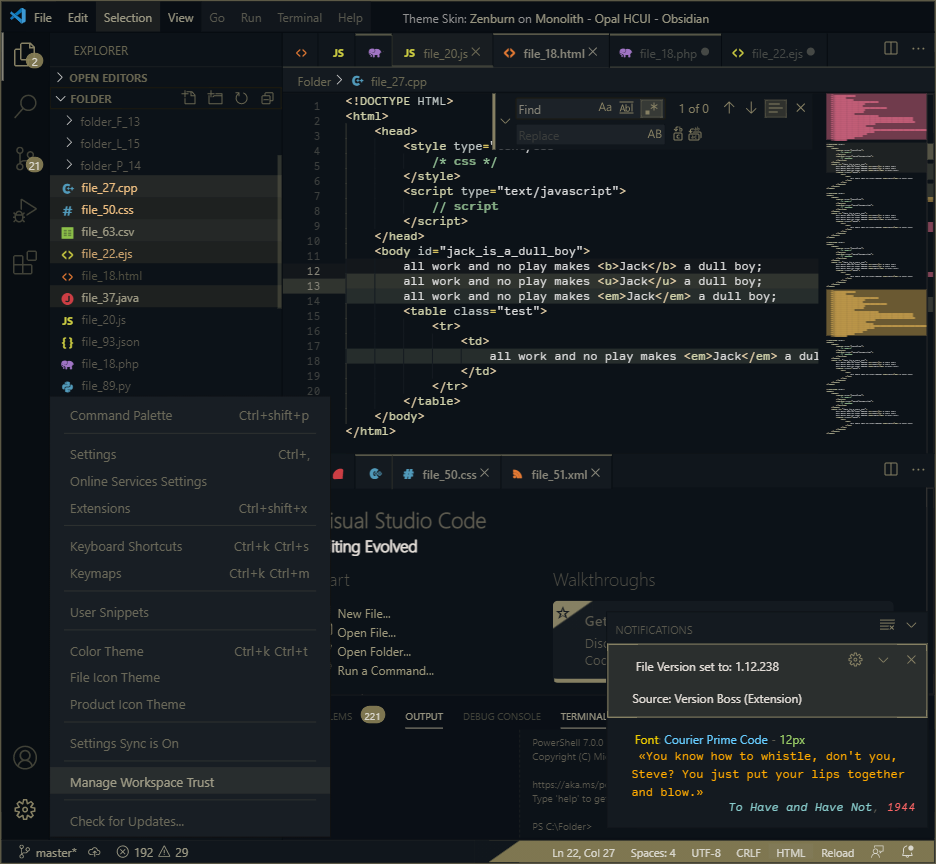 File Edit Selection View Go Run Terminal Help Theme Skin: Zenburn on Monolith - Opal HCUI - Obsidian
2
21
EXPLORER
OPEN EDITORS
FOLDER
folder_F_13
folder_L_15
folder_P_14
file_27.cpp
# file_50.css
file_63.csv
<> file_22.ejs
<> file_18.html
file_37.java
JS file_20.js
{} file_93.json
file_18.php
file_89.py
<> JS JS file_20.js <> file_18.html file_18.php <> file_22.ejs
Folder > file_27.cpp
Find Aa Abl .* 1 of 0
Replace AB
1 <!DOCTYPE HTML>
2 <html>
3 <head>
4 <style type=
5 /* css */
6 </style>
7 <script type="text/javascript">
8 // script
9 </script>
10 </head>
11 <body id="jack_is_a_dull_boy">
12 all work and no play makes <b>Jack</b> a dull boy;
13 all work and no play makes <u>Jack</u> a dull boy;
14 all work and no play makes <em>Jack</em> a dull boy;
15 <table class="test">
16 <tr>
17 <td>
18 all work and no play makes <em>Jack</em> a dul
19 </td>
20 </tr>
</table>
</body>
</html>
Command Palette Ctrl+shift+p
Settings Ctrl+,
Online Services Settings
Extensions Ctrl+shift+x
Keyboard Shortcuts Ctrl+k Ctrl+s
Keymaps Ctrl+k Ctrl+m
User Snippets
Color Theme Ctrl+k Ctrl+t
File Icon Theme
Product Icon Theme
Settings Sync is On
Manage Workspace Trust
Check for Updates...
# file_50.css file_51.xml
isual Studio Code
iting Evolved
art
New File...
Open File...
Open Folder...
Run a Command...
Walkthroughs
Get
Disc
Coc
LEMS 221 OUTPUT DEBUG CONSOLE TERMINAL
PowerShell 7.0.0
Copyright (C) Mi
https://aka.ms/p
Type 'help' to ge
PS C:\Folder>
NOTIFICATIONS
File Version set to: 1.12.238
Source: Version Boss (Extension)
Font: Courier Prime Code - 12px
«You know how to whistle, don't you,
Steve? You just put your lips together
and blow.»
To Have and Have Not, 1944
master* 192 29 Ln 22, Col 27 Spaces: 4 UTF-8 CRLF HTML Reload